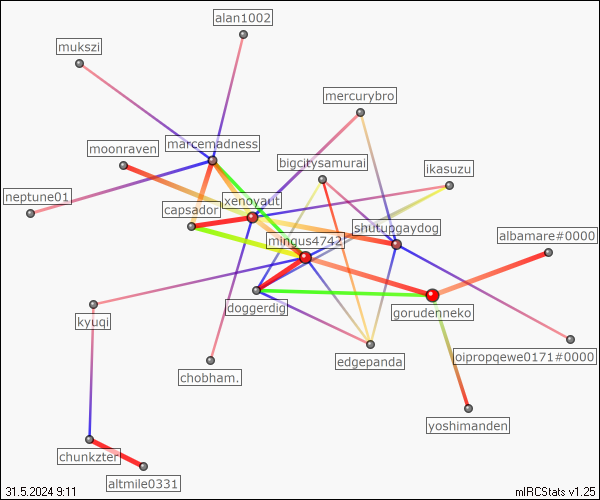 alan1002
mukszi
mercurybro
marcemadness
moonraven
bigcitysamurai
ikasuzu
neptune01
xenoyaut
capsador
shutupgaydog
albamare#0000
mingus4742
doggerdig
gorudenneko
kyuqi
oipropqewe0171#0000
edgepanda
chobham.
yoshimanden
chunkzter
altmile0331
31.5.2024 9:11
mIRCStats v1.25